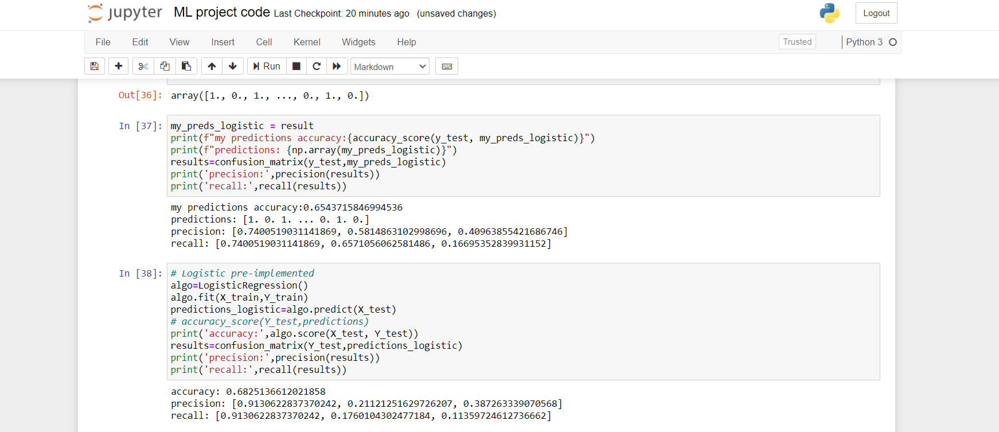 jupyter ML project code Last Checkpoint: 20 minutes ago (unsaved changes) Logout
File Edit View Insert Cell Kernel Widgets Help Trusted Python 3
Run Markdown
Out[36]: array([1., 0., 1., ..., 0., 1., 0.])
In [37]: my_preds_logistic = result
print(f"my predictions accuracy:{accuracy_score(y_test, my_preds_logistic)}")
print(f"predictions: {np.array(my_preds_logistic)}")
results=confusion_matrix(y_test,my_preds_logistic)
print('precision:',precision(results))
print('recall:',recall(results))
my predictions accuracy:0.6543715846994536
predictions: [1. 0. 1. ... 0. 1. 0.]
precision: [0.7400519031141869, 0.5814863102998696, 0.40963855421686746]
recall: [0.7400519031141869, 0.6571056062581486, 0.16695352839931152]
In [38]: # Logistic pre-implemented
algo=LogisticRegression()
algo.fit(X_train,Y_train)
predictions_logistic=algo.predict(X_test)
# accuracy_score(Y_test,predictions)
print('accuracy:',algo.score(X_test, Y_test))
results=confusion_matrix(Y_test,predictions_logistic)
print('precision:',precision(results))
print('recall:',recall(results))
accuracy: 0.6825136612021858
precision: [0.9130622837370242, 0.21121251629726207, 0.387263339070568]
recall: [0.9130622837370242, 0.1760104302477184, 0.11359724612736662]